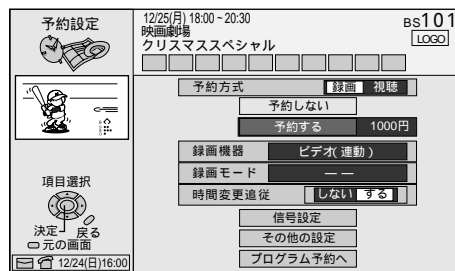 予約設定
12/25(月) 18:00~20:30
映画劇場
クリスマススペシャル
BS101
LOGO
予約方式 録画 視聴
予約しない
予約する 1000円
録画機器 ビデオ(連動)
録画モード ――
時間変更追従 しない する
信号設定
その他の設定
プログラム予約へ
項目選択
決定 戻る
元の画面
12/24(日)16:00